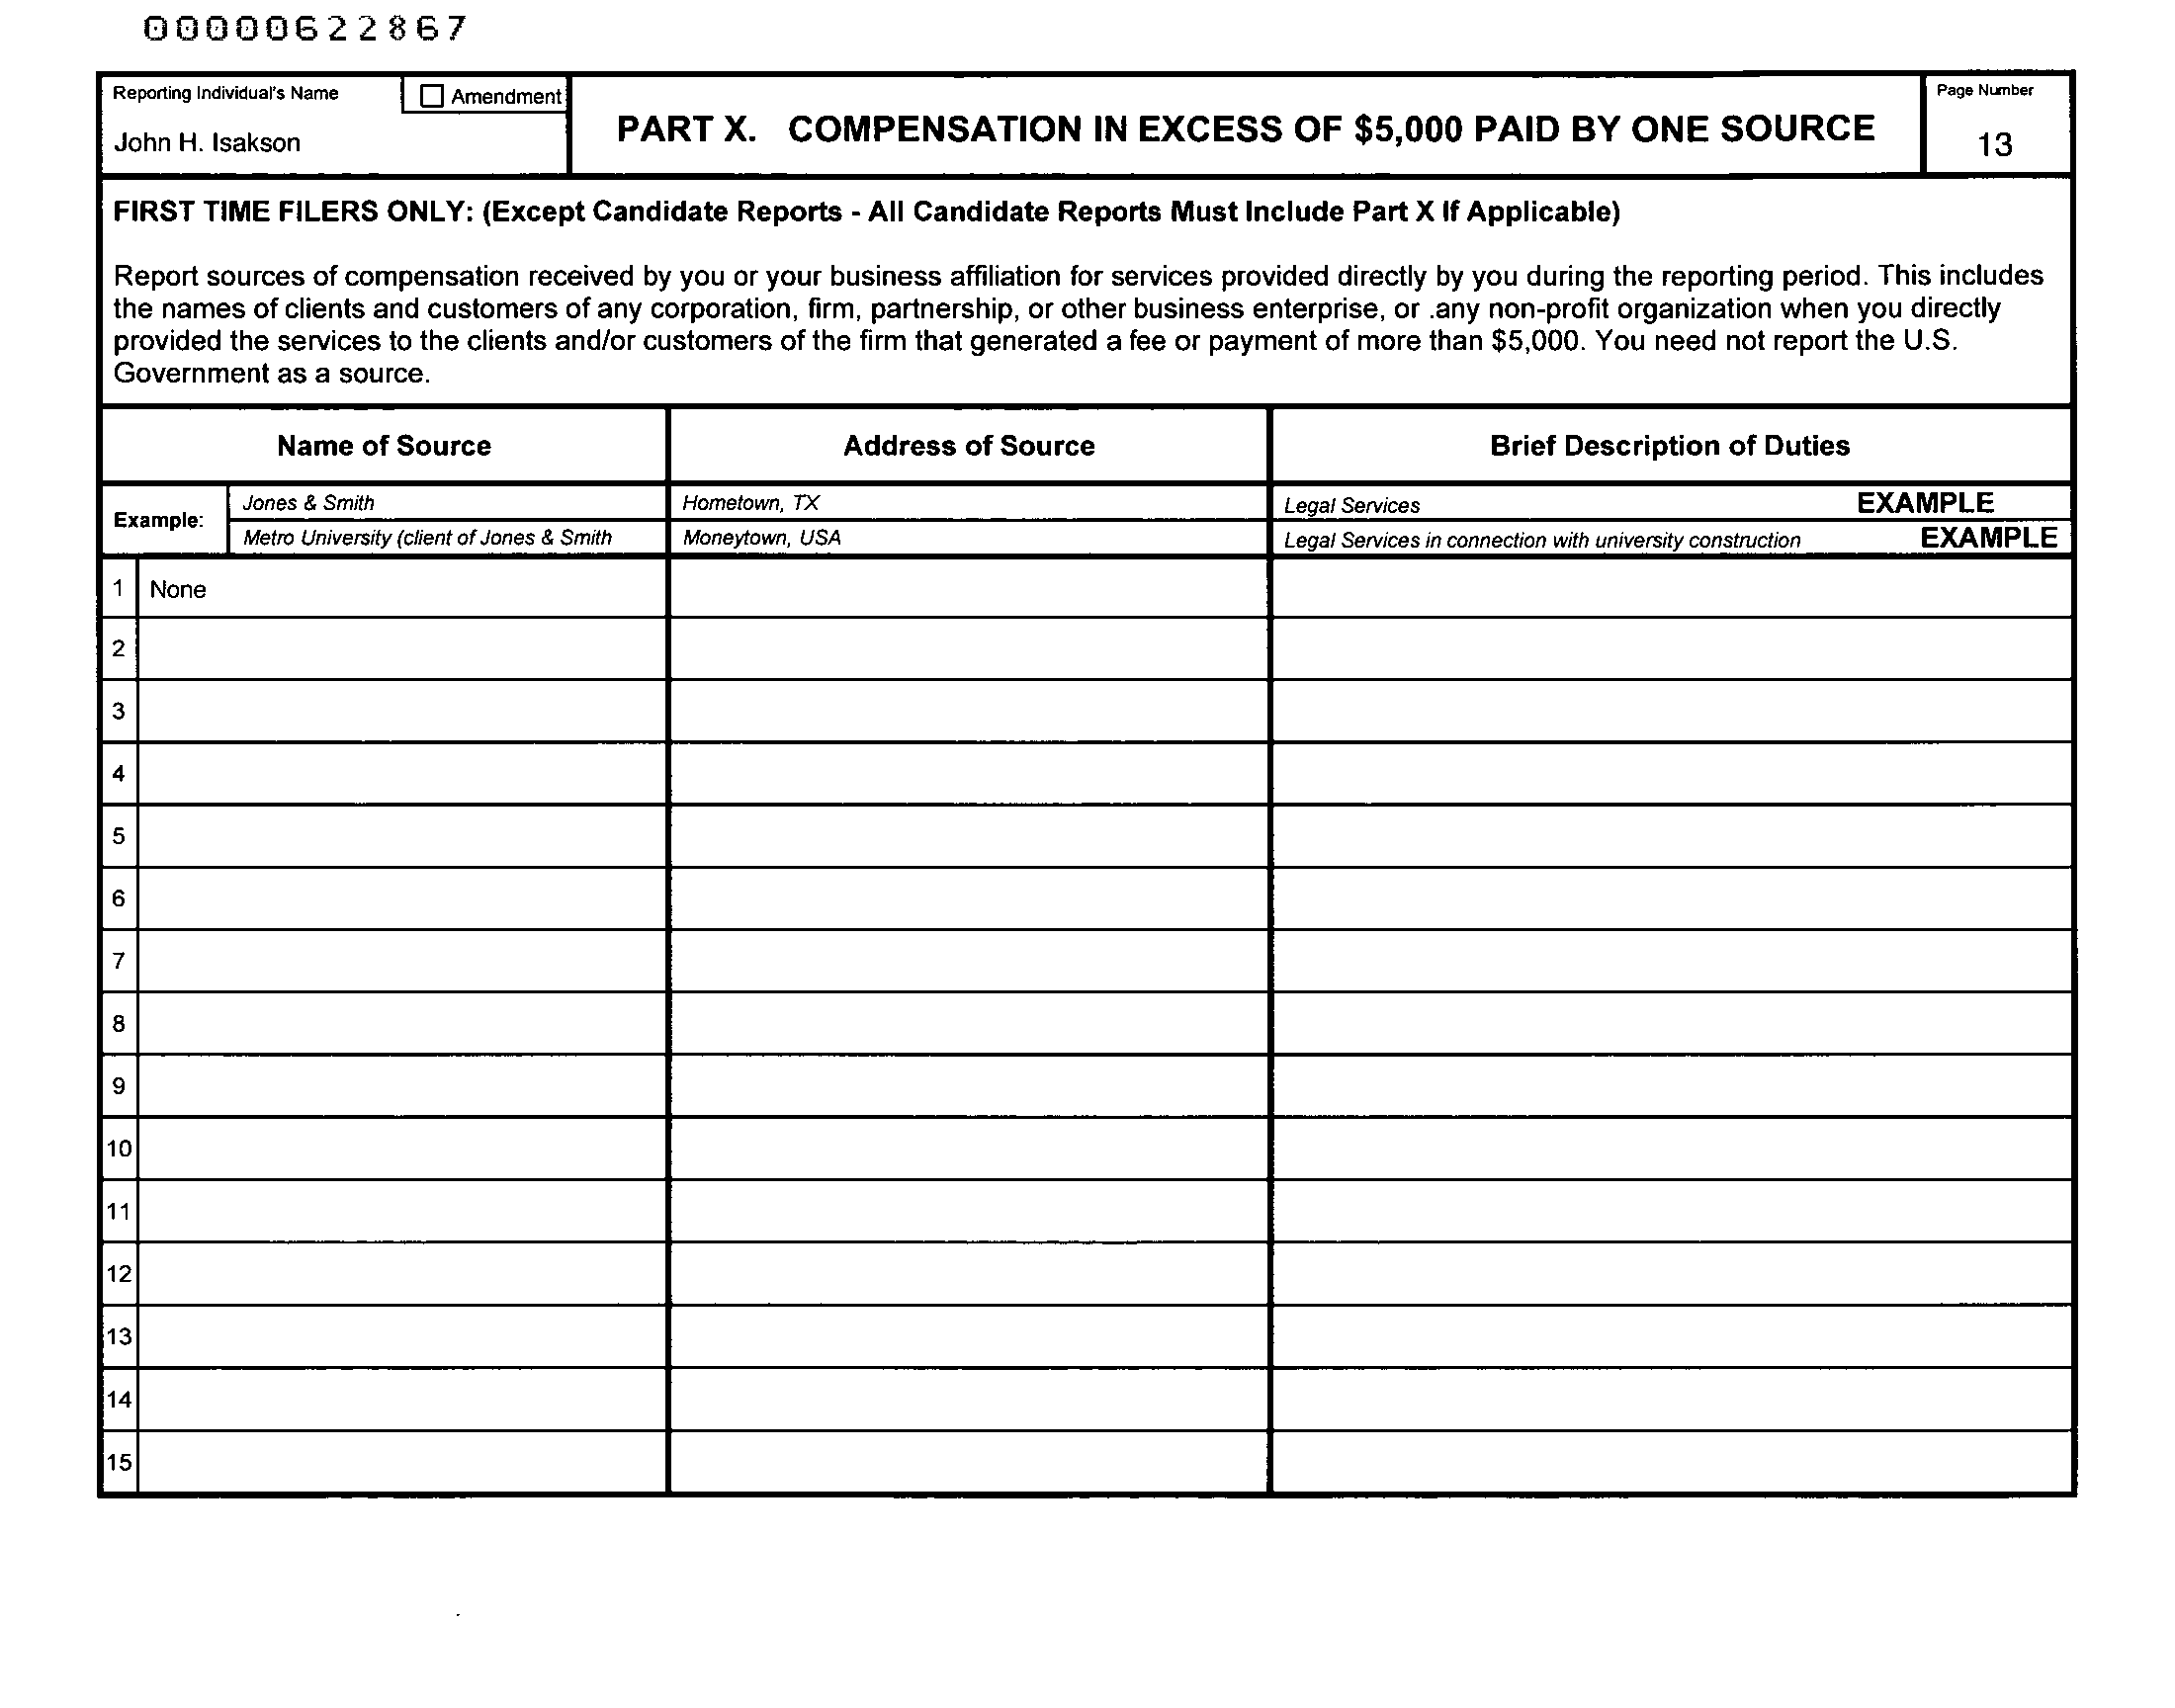 00000622867
Reporting Individual's Name
Amendment
John H. Isakson
PART X. COMPENSATION IN EXCESS OF $5,000 PAID BY ONE SOURCE
Page Number
13
FIRST TIME FILERS ONLY: (Except Candidate Reports - All Candidate Reports Must Include Part X If Applicable)
Report sources of compensation received by you or your business affiliation for services provided directly by you during the reporting period. This includes
the names of clients and customers of any corporation, firm, partnership, or other business enterprise, or .any non-profit organization when you directly
provided the services to the clients and/or customers of the firm that generated a fee or payment of more than $5,000. You need not report the U.S.
Government as a source.
Name of Source Address of Source Brief Description of Duties
Example:
Jones & Smith Hometown, TX Legal Services EXAMPLE
Metro University (client of Jones & Smith Moneytown, USA Legal Services in connection with university construction EXAMPLE
1 None
2
3
4
5
6
7
8
9
10
11
12
13
14
15